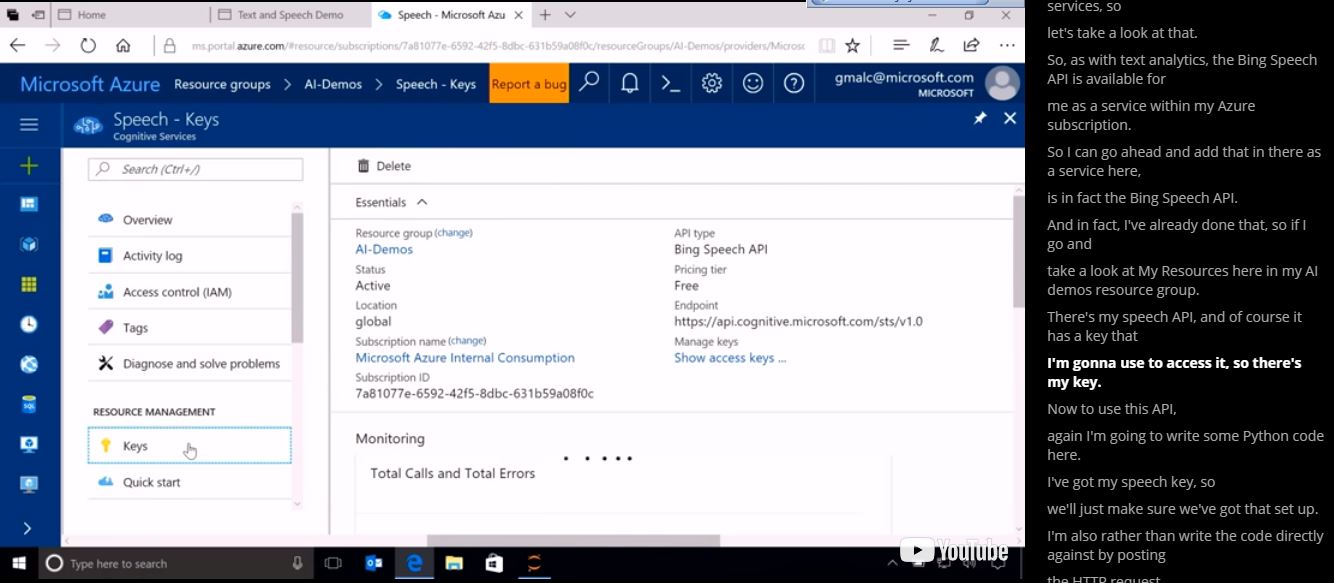 Home
Text and Speech Demo
Speech - Microsoft Azu
ms.portal.azure.com/#resource/subscriptions/7a81077e-6592-42f5-8dbc-631b59a08f0c/resourceGroups/AI-Demos/providers/Microsc
Microsoft Azure Resource groups > AI-Demos > Speech - Keys Report a bug gmalc@microsoft.com
MICROSOFT
Speech - Keys
Cognitive Services
Search (Ctrl+/)
Overview
Activity log
Access control (IAM)
Tags
Diagnose and solve problems
RESOURCE MANAGEMENT
Keys
Quick start
Delete
Essentials
Resource group (change)
AI-Demos
Status
Active
Location
global
Subscription name (change)
Microsoft Azure Internal Consumption
Subscription ID
7a81077e-6592-42f5-8dbc-631b59a08f0c
API type
Bing Speech API
Pricing tier
Free
Endpoint
https://api.cognitive.microsoft.com/sts/v1.0
Manage keys
Show access keys ...
Monitoring
Total Calls and Total Errors
SQL
YouTube
Type here to search
services, so
let's take a look at that.
So, as with text analytics, the Bing Speech
API is available for
me as a service within my Azure
subscription.
So I can go ahead and add that in there as
a service here,
is in fact the Bing Speech API.
And in fact, I've already done that, so if I
go and
take a look at My Resources here in my AI
demos resource group.
There's my speech API, and of course it
has a key that
I'm gonna use to access it, so there's
my key.
Now to use this API,
again I'm going to write some Python code
here.
I've got my speech key, so
we'll just make sure we've got that set up.
I'm also rather than write the code directly
against by posting
the HTTP request